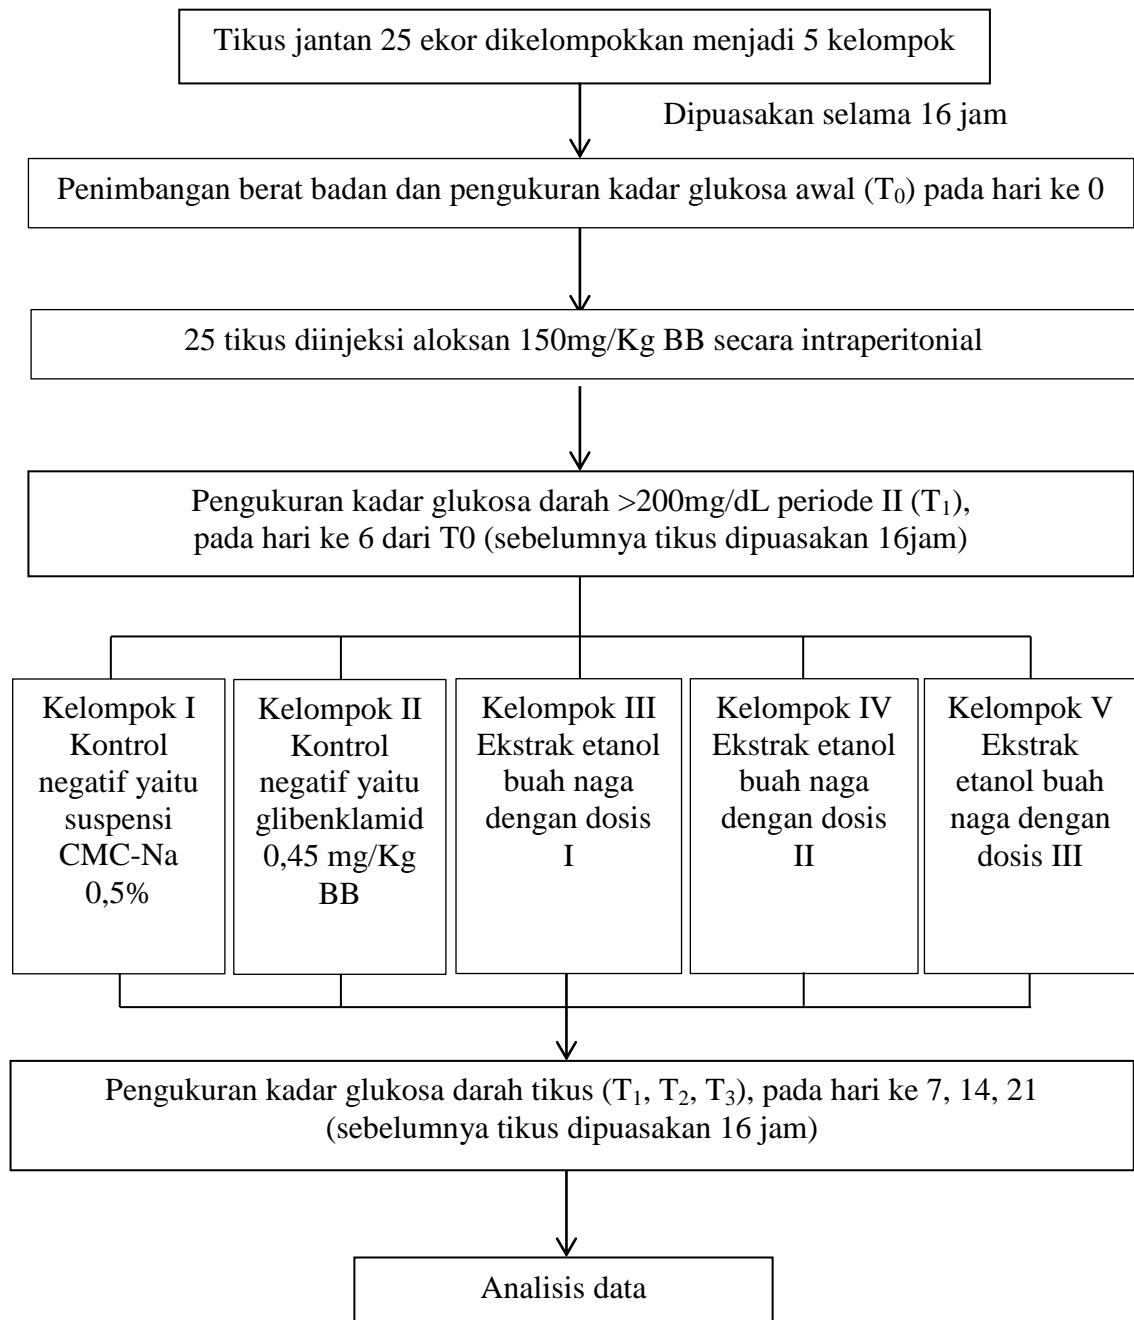 Tikus jantan 25 ekor dikelompokkan menjadi 5 kelompok
Dipuasakan selama 16 jam
Penimbangan berat badan dan pengukuran kadar glukosa awal (T₀) pada hari ke 0
25 tikus diinjeksi aloksan 150mg/Kg BB secara intraperitonial
Pengukuran kadar glukosa darah >200mg/dL periode II (T₁),
pada hari ke 6 dari T0 (sebelumnya tikus dipuasakan 16jam)
Kelompok I
Kontrol
negatif yaitu
suspensi
CMC-Na
0,5%
Kelompok II
Kontrol
negatif yaitu
glibenklamid
0,45 mg/Kg
BB
Kelompok III
Ekstrak etanol
buah naga
dengan dosis
I
Kelompok IV
Ekstrak etanol
buah naga
dengan dosis
II
Kelompok V
Ekstrak
etanol buah
naga dengan
dosis III
Pengukuran kadar glukosa darah tikus (T₁, T₂, T₃), pada hari ke 7, 14, 21
(sebelumnya tikus dipuasakan 16 jam)
Analisis data